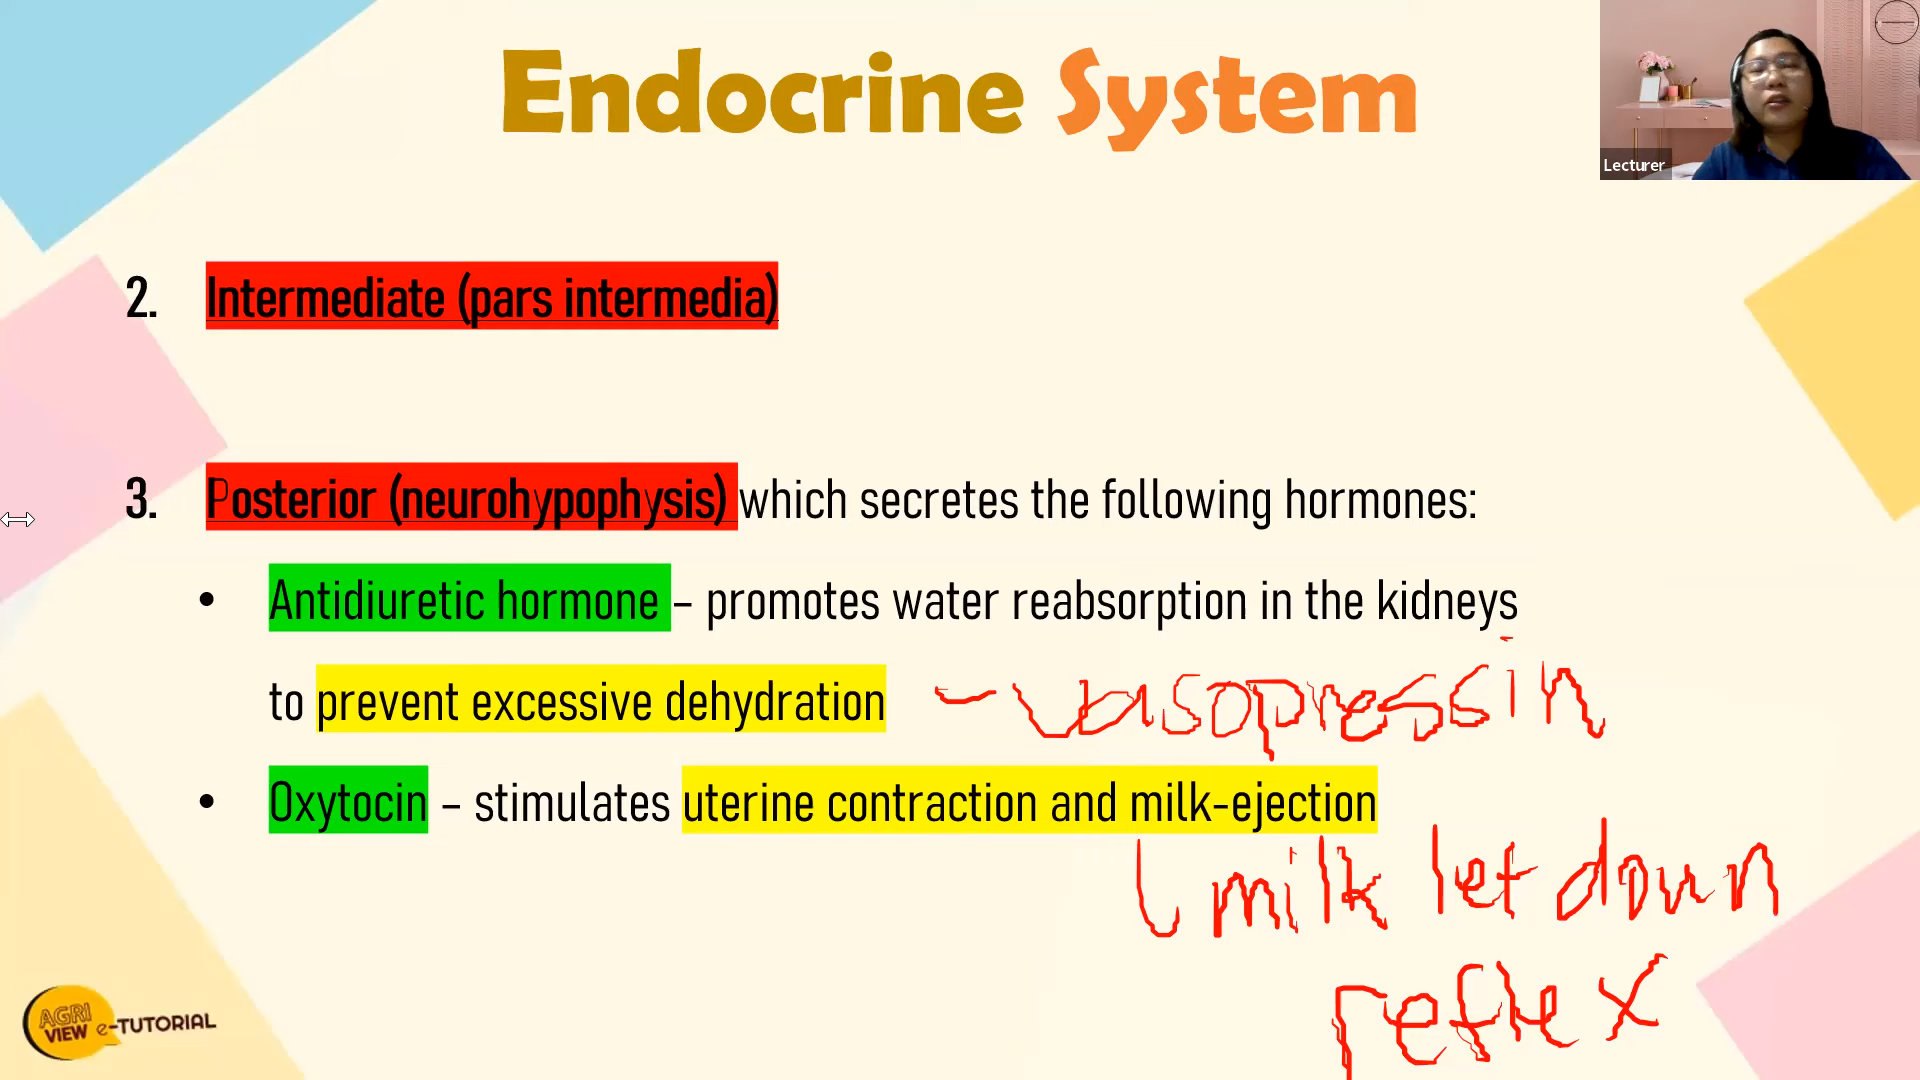 Endocrine System
Lecturer
2. Intermediate (pars intermedia)
3. Posterior (neurohypophysis) which secretes the following hormones:
• Antidiuretic hormone – promotes water reabsorption in the kidneys
to prevent excessive dehydration – vasopressin
• Oxytocin – stimulates uterine contraction and milk-ejection
milk let down
reflex
AGRI
VIEW e-TUTORIAL